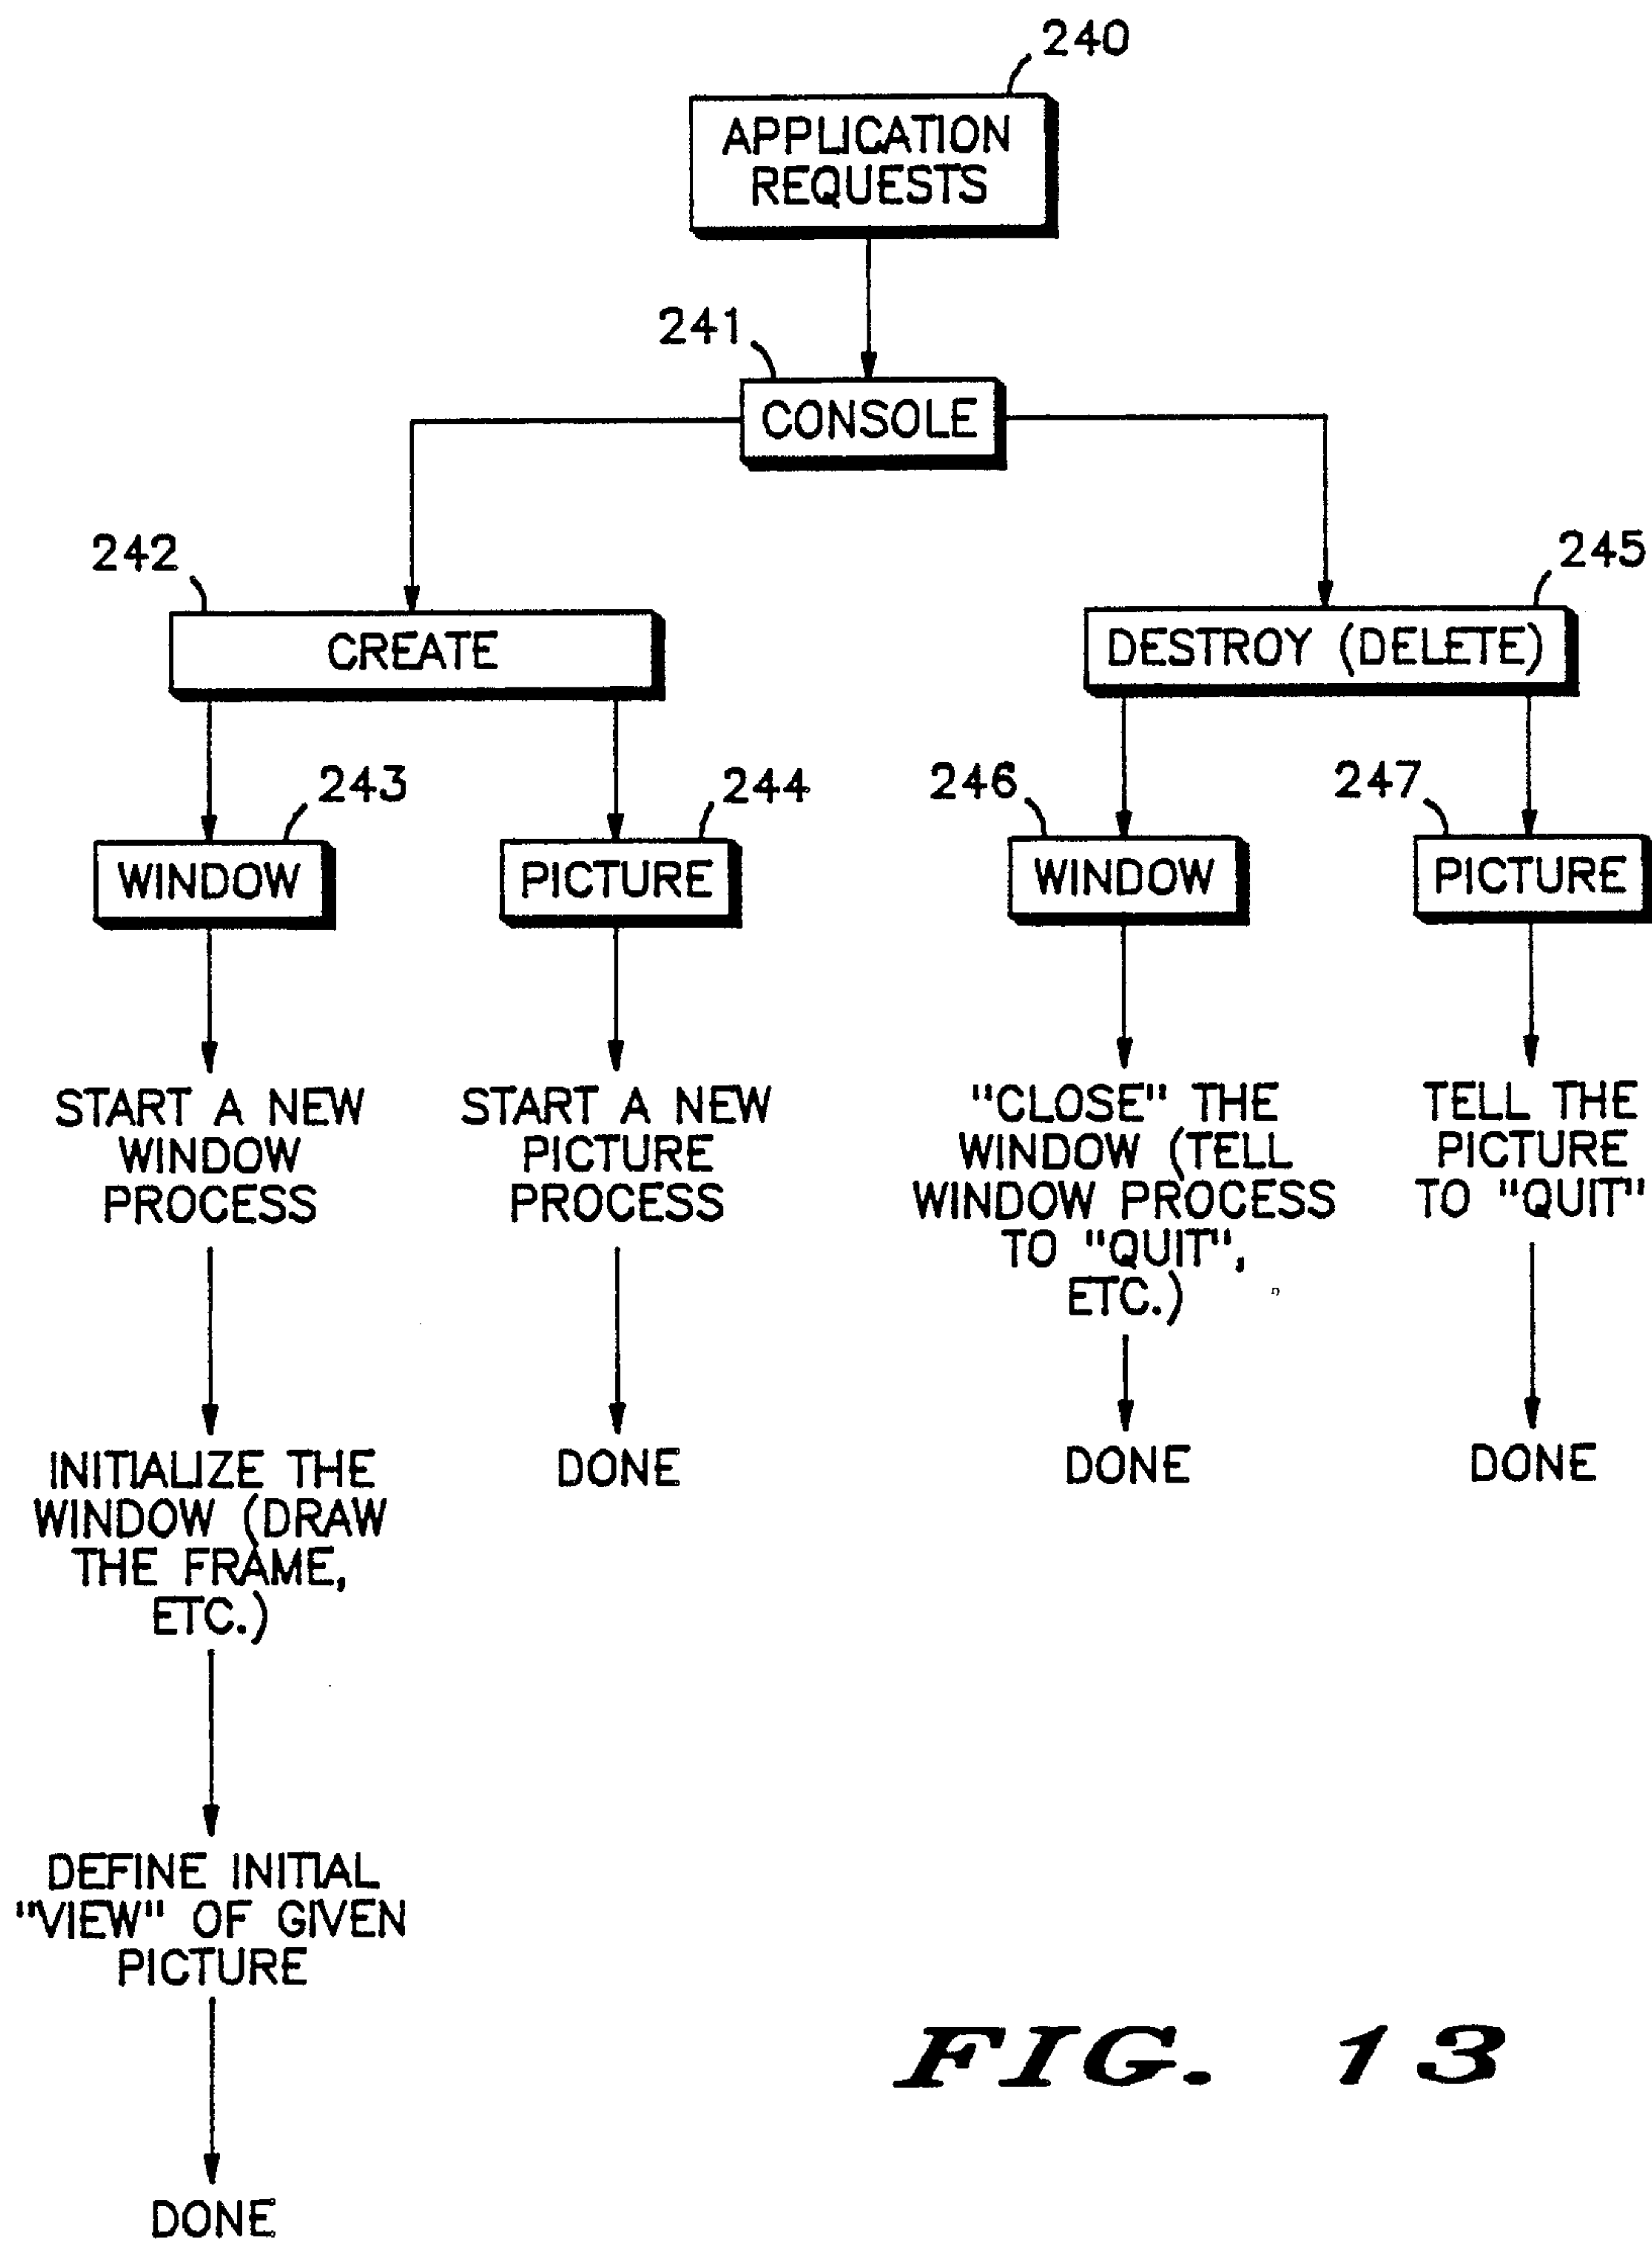 240
APPLICATION
REQUESTS
241
CONSOLE
242
CREATE
245
DESTROY (DELETE)
243
WINDOW
244
PICTURE
246
WINDOW
247
PICTURE
START A NEW
WINDOW
PROCESS
INITIALIZE THE
WINDOW (DRAW
THE FRAME,
ETC.)
DEFINE INITIAL
"VIEW" OF GIVEN
PICTURE
DONE
START A NEW
PICTURE
PROCESS
DONE
"CLOSE" THE
WINDOW (TELL
WINDOW PROCESS
TO "QUIT",
ETC.)
DONE
TELL THE
PICTURE
TO "QUIT"
DONE
FIG. 13